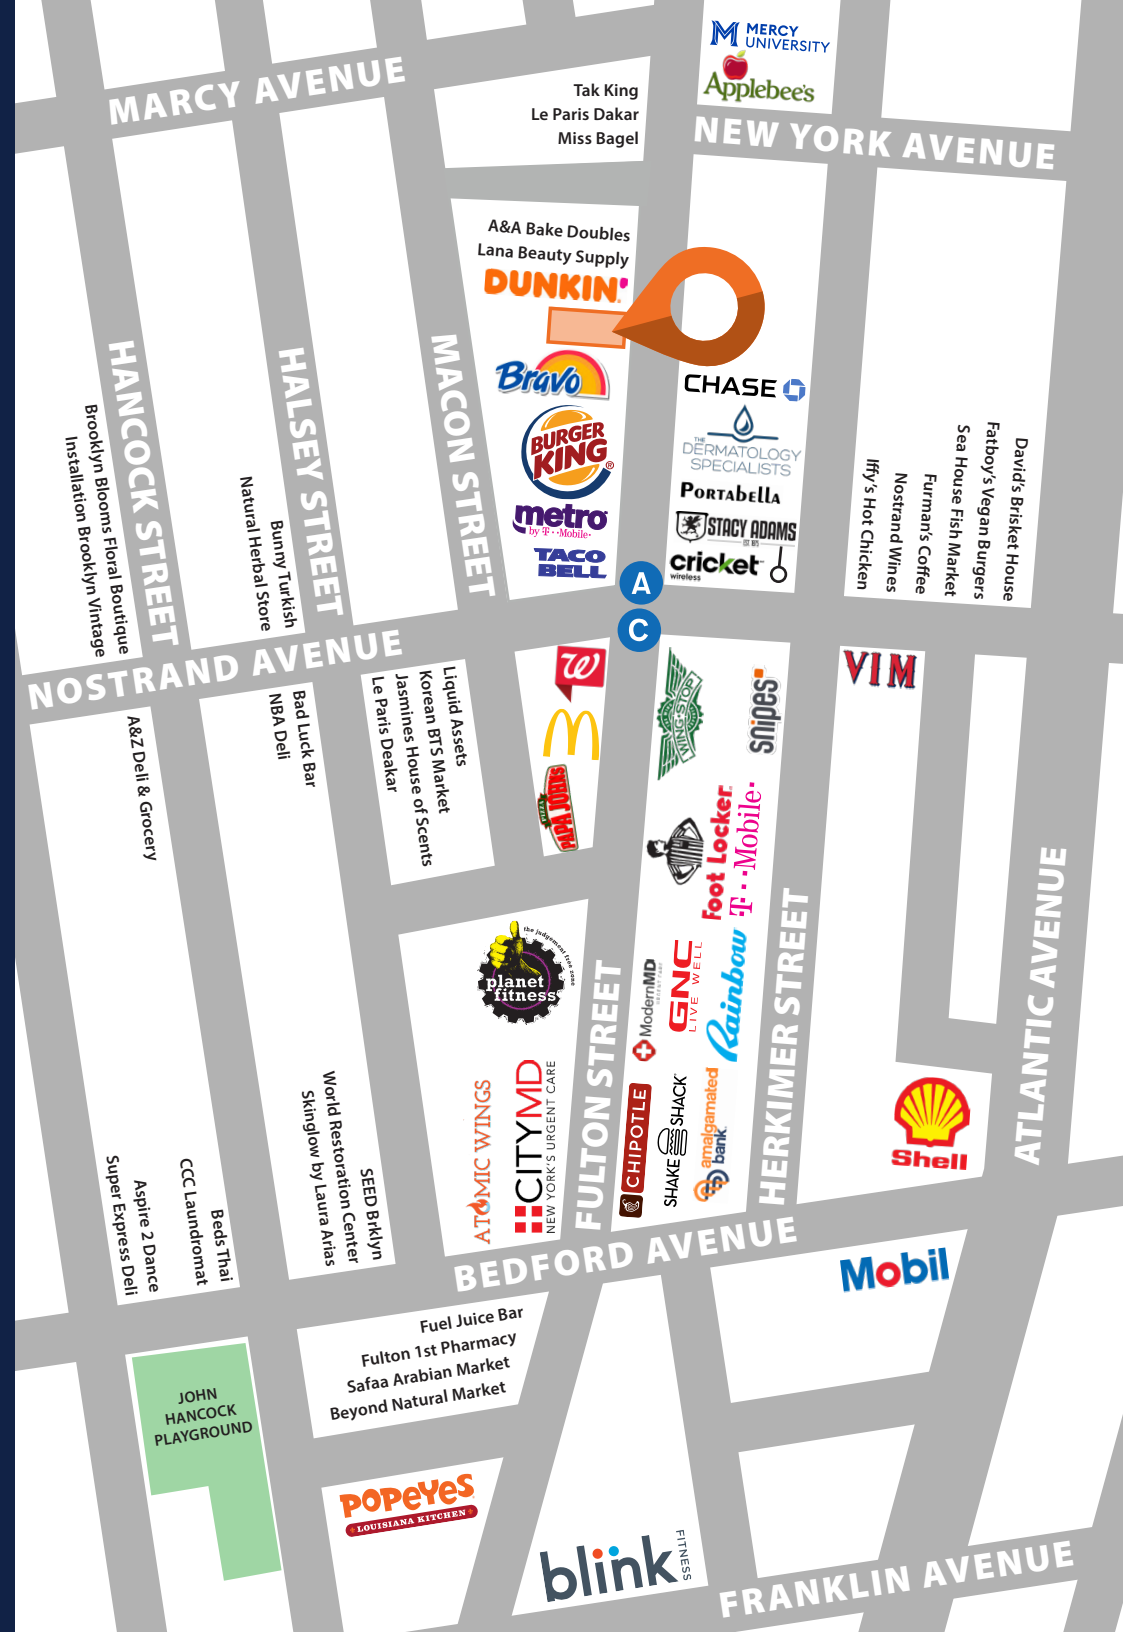 MERCY
UNIVERSITY
Applebee's
MARCY AVENUE
Tak King
Le Paris Dakar
Miss Bagel
NEW YORK AVENUE
A&A Bake Doubles
Lana Beauty Supply
DUNKIN'
Bravo
BURGER
KING®
metro
by T··Mobile·
TACO
BELL
CHASE
THE
DERMATOLOGY
SPECIALISTS
PORTABELLA
STACY ADAMS
EST. 1875
cricket
wireless
HANCOCK STREET
HALSEY STREET
MACON STREET
Brooklyn Blooms Floral Boutique
Installation Brooklyn Vintage
Bunny Turkish
Natural Herbal Store
David's Brisket House
Fatboy's Vegan Burgers
Sea House Fish Market
Furman's Coffee
Nostrand Wines
Iffy's Hot Chicken
A
C
NOSTRAND AVENUE
A&Z Deli & Grocery
Bad Luck Bar
NBA Deli
Liquid Assets
Korean BTS Market
Jasmines House of Scents
Le Paris Deakar
W
M
PAPA JOHNS
PIZZA
WING·STOP
snipes
VIM
Foot Locker
T··Mobile·
the judgement free zone
planet
fitness
ModernMD
URGENT CARE
GNC
LIVE WELL
Rainbow
ATOMIC WINGS
CITYMD
NEW YORK'S URGENT CARE
FULTON STREET
CHIPOTLE
SHAKE SHACK
amalgamated
bank.
HERKIMER STREET
Shell
ATLANTIC AVENUE
World Restoration Center
Skinglow by Laura Arias
SEED Brklyn
Beds Thai
CCC Laundromat
Aspire 2 Dance
Super Express Deli
BEDFORD AVENUE
Mobil
Fuel Juice Bar
Fulton 1st Pharmacy
Safaa Arabian Market
Beyond Natural Market
JOHN
HANCOCK
PLAYGROUND
POPEYES
LOUISIANA KITCHEN
blink
FITNESS
FRANKLIN AVENUE